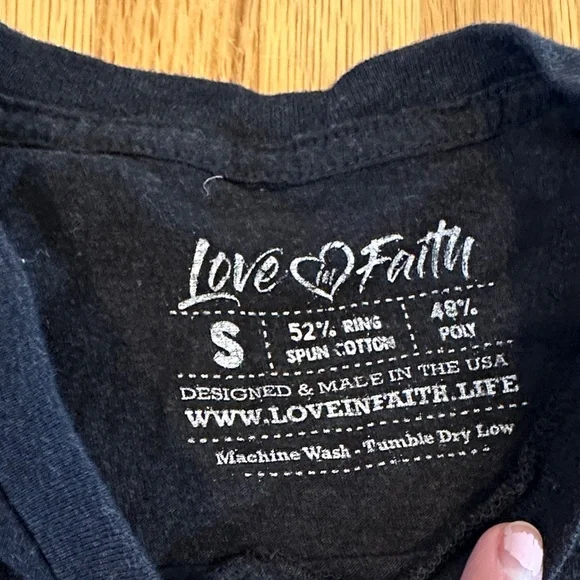 Love in Faith
S
52% RING
SPUN COTTON
48%
POLY
DESIGNED & MADE IN THE USA
WWW.LOVEINFAITH.LIFE
Machine Wash - Tumble Dry Low